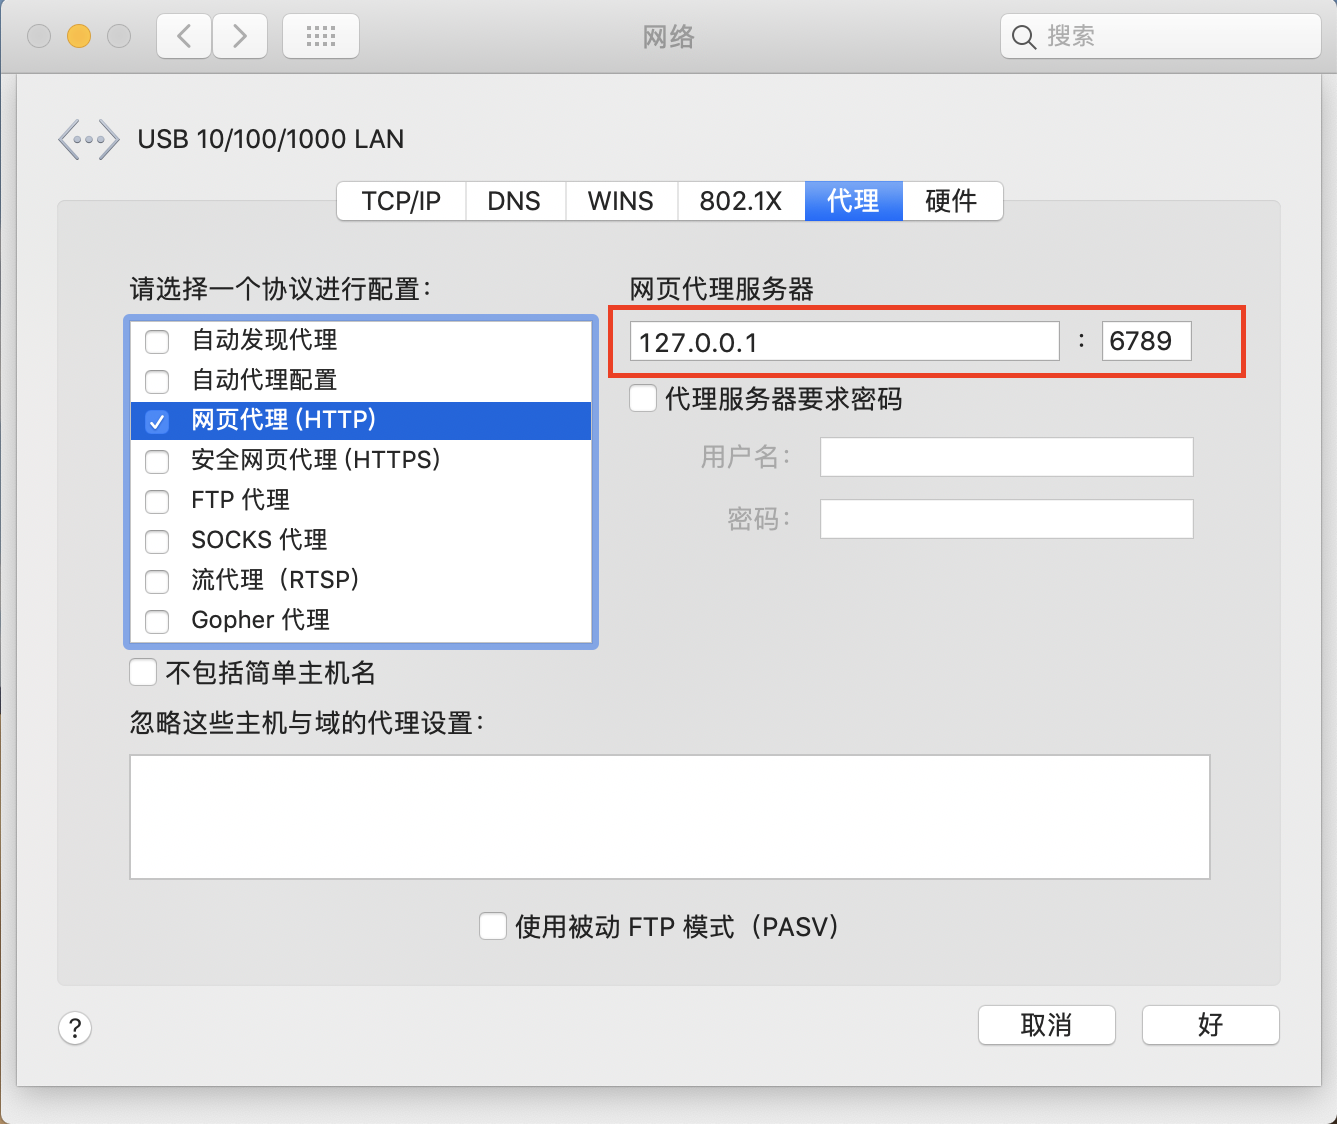 网络
搜索
USB 10/100/1000 LAN
TCP/IP
DNS
WINS
802.1X
代理
硬件
请选择一个协议进行配置：
自动发现代理
自动代理配置
网页代理 (HTTP)
安全网页代理 (HTTPS)
FTP 代理
SOCKS 代理
流代理（RTSP）
Gopher 代理
网页代理服务器
127.0.0.1 : 6789
代理服务器要求密码
用户名：
密码：
不包括简单主机名
忽略这些主机与域的代理设置：
使用被动 FTP 模式（PASV）
?
取消
好